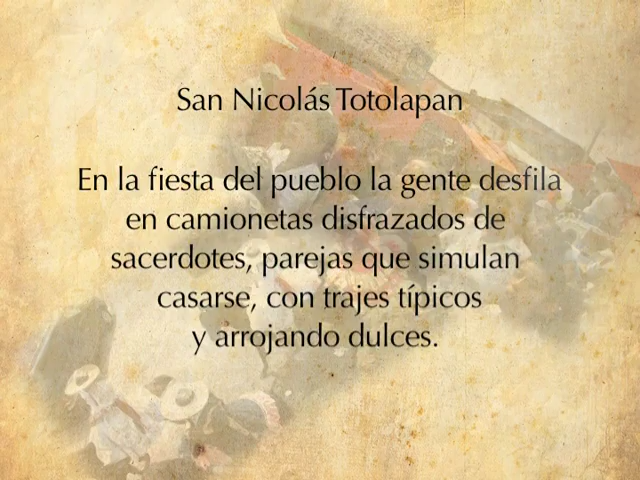 San Nicolás Totolapan
En la fiesta del pueblo la gente desfila
en camionetas disfrazados de
sacerdotes, parejas que simulan
casarse, con trajes típicos
y arrojando dulces.